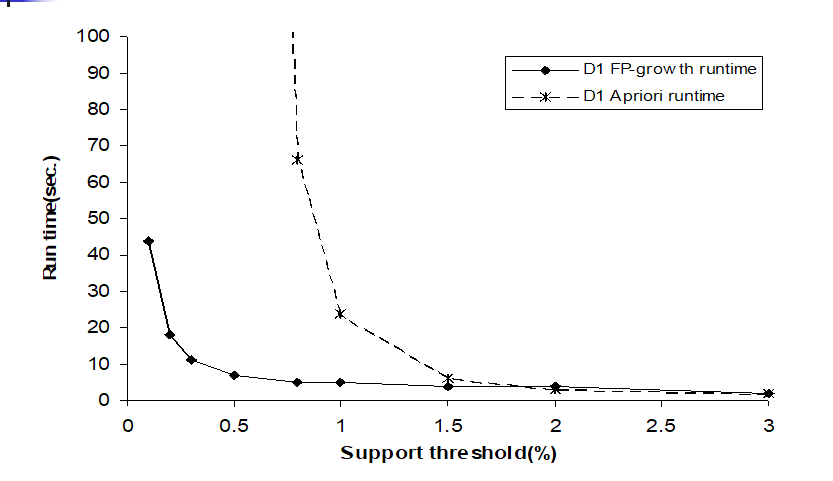 100
90
80
70
60
50
40
30
20
10
0
Run time(sec.)
D1 FP-growth runtime
D1 Apriori runtime
0 0.5 1 1.5 2 2.5 3
Support threshold(%)